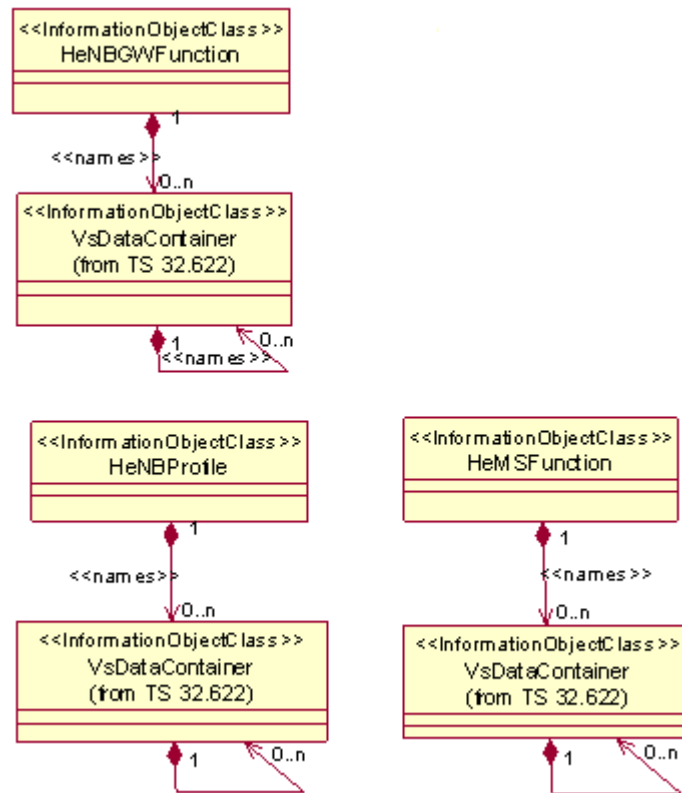 <<InformationObjectClass>>
HeNBGWFunction
1
<<names>>
0..n
<<InformationObjectClass>>
VsDataContainer
(from TS 32.622)
1
0..n
<<names>>
<<InformationObjectClass>>
HeNBProfile
1
<<names>>
0..n
<<InformationObjectClass>>
VsDataContainer
(from TS 32.622)
1
0..n
<<InformationObjectClass>>
HeMSFunction
1
<<names>>
0..n
<<InformationObjectClass>>
VsDataContainer
(from TS 32.622)
1
0..n